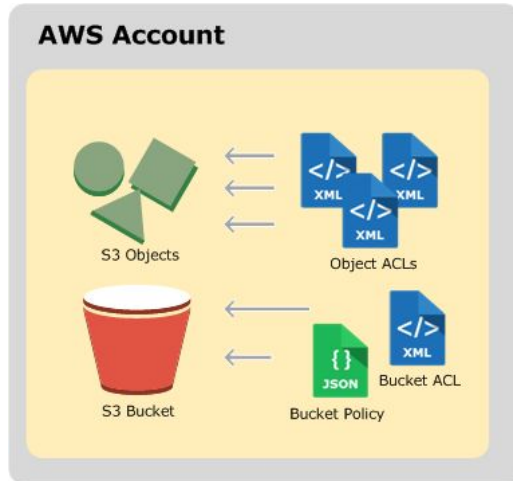 AWS Account
</>
XML
</>
XML
</>
XML
S3 Objects
Object ACLs
</>
XML
{ }
JSON
Bucket ACL
S3 Bucket
Bucket Policy